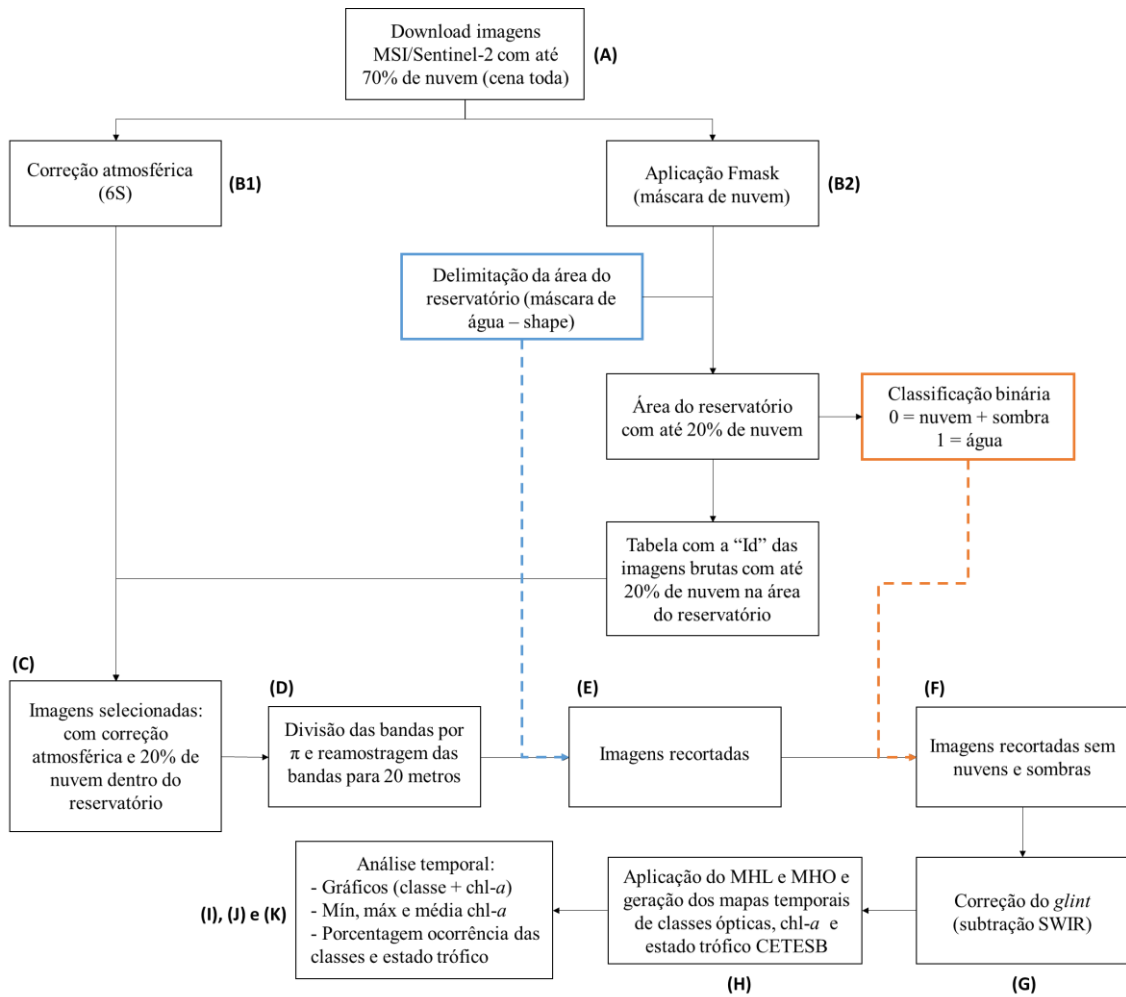 Download imagens
MSI/Sentinel-2 com até
70% de nuvem (cena toda)
(A)
Correção atmosférica
(6S)
(B1)
Aplicação Fmask
(máscara de nuvem)
(B2)
Delimitação da área do
reservatório (máscara de
água – shape)
Área do reservatório
com até 20% de nuvem
Classificação binária
0 = nuvem + sombra
1 = água
Tabela com a “Id” das
imagens brutas com até
20% de nuvem na área
do reservatório
(C)
Imagens selecionadas:
com correção
atmosférica e 20% de
nuvem dentro do
reservatório
(D)
Divisão das bandas por
π e reamostragem das
bandas para 20 metros
(E)
Imagens recortadas
(F)
Imagens recortadas sem
nuvens e sombras
Correção do glint
(subtração SWIR)
(G)
Aplicação do MHL e MHO e
geração dos mapas temporais
de classes ópticas, chl-a e
estado trófico CETESB
(H)
Análise temporal:
- Gráficos (classe + chl-a)
- Mín, máx e média chl-a
- Porcentagem ocorrência das
classes e estado trófico
(I), (J) e (K)